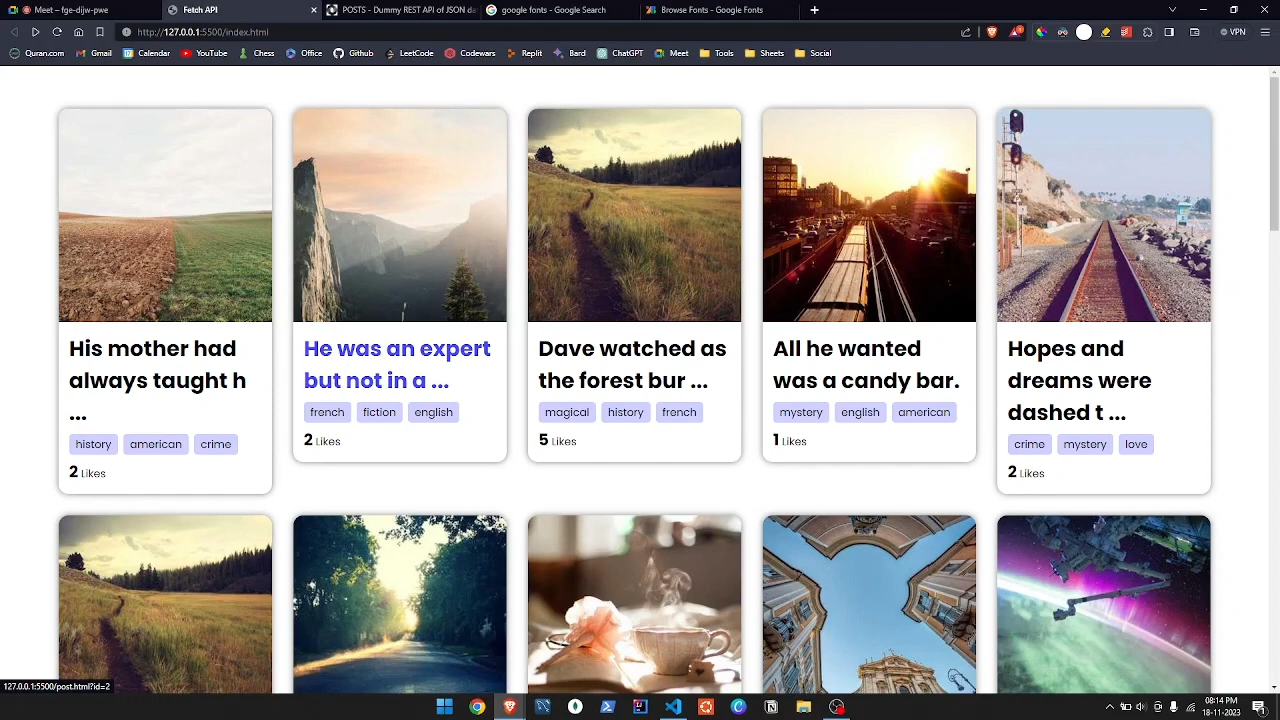 Meet – fge-dijw-pwe
Fetch API
POSTS - Dummy REST API of JSON da
google fonts - Google Search
Browse Fonts - Google Fonts
http://127.0.0.1:5500/index.html
VPN
Quran.com
Gmail
Calendar
YouTube
Chess
Office
Github
LeetCode
Codewars
Replit
Bard
ChatGPT
Meet
Tools
Sheets
Social
His mother had
always taught h
...
history american crime
2 Likes
He was an expert
but not in a ...
french fiction english
2 Likes
Dave watched as
the forest bur ...
magical history french
5 Likes
All he wanted
was a candy bar.
mystery english american
1 Likes
Hopes and
dreams were
dashed t ...
crime mystery love
2 Likes
127.0.0.1:5500/post.html?id=2
08:14 PM
18-11-2023